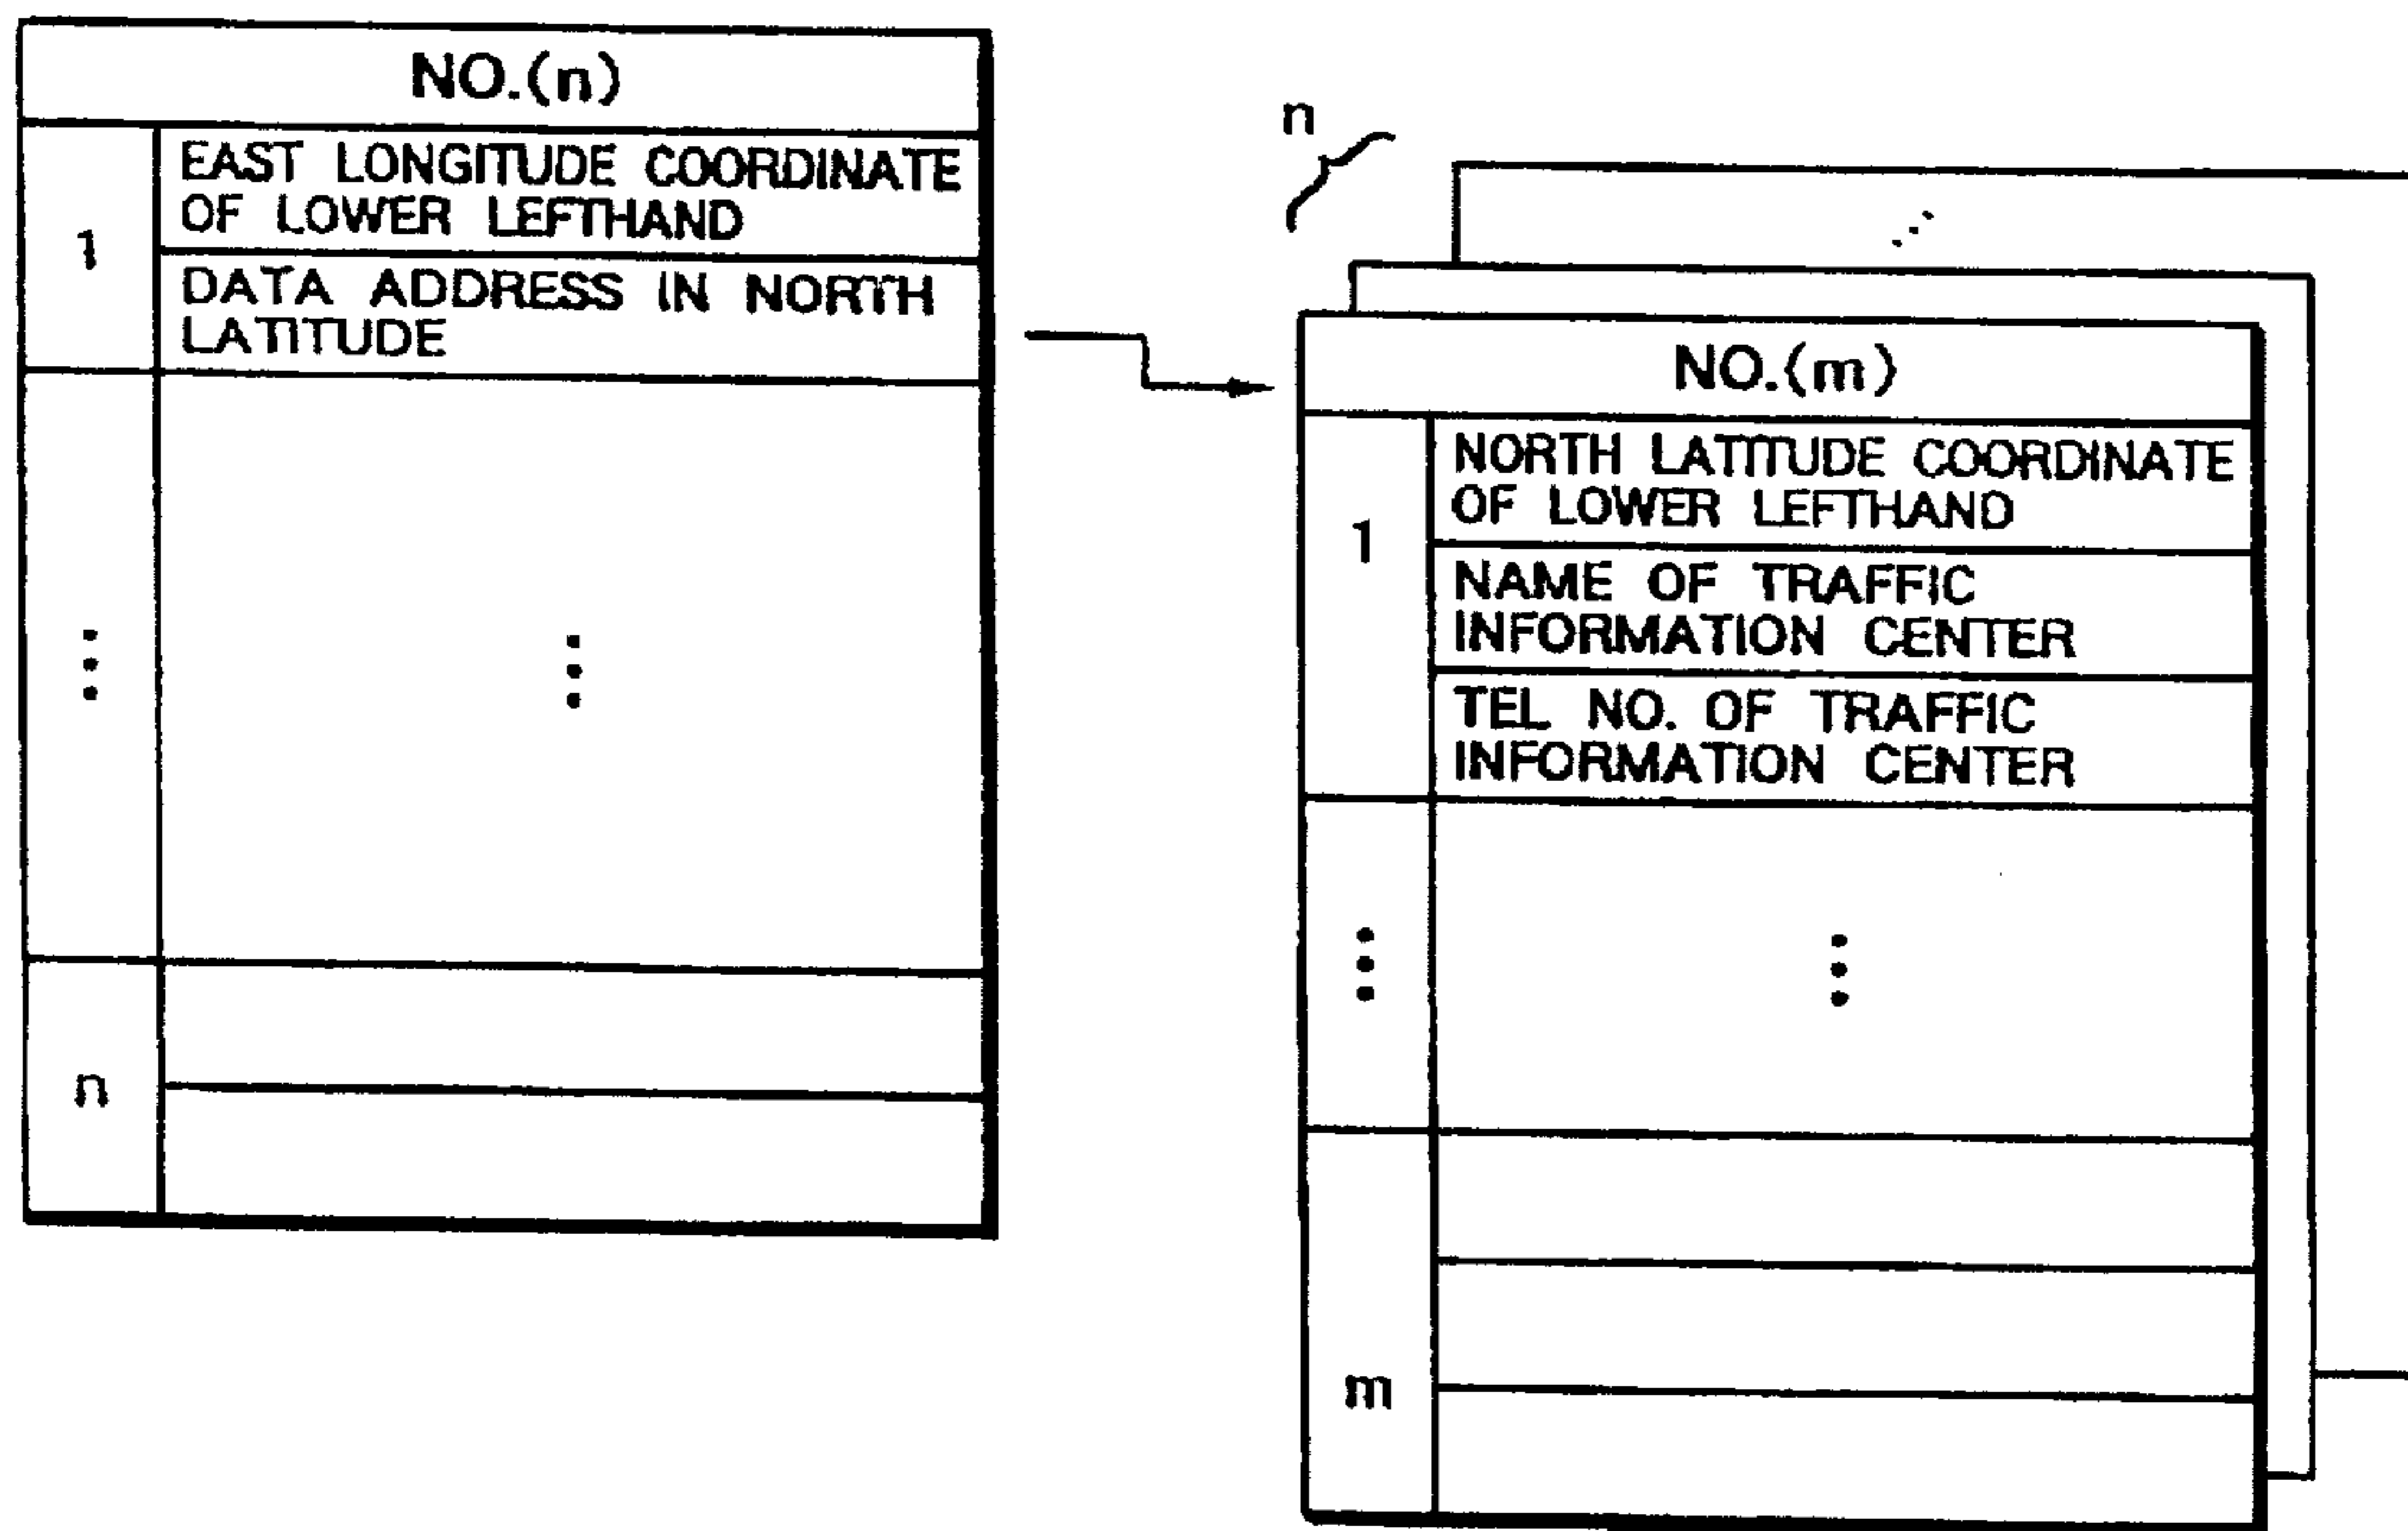 NO.(n)
1
EAST LONGITUDE COORDINATE
OF LOWER LEFTHAND
DATA ADDRESS IN NORTH
LATITUDE
n
n
NO.(m)
1
NORTH LATITUDE COORDINATE
OF LOWER LEFTHAND
NAME OF TRAFFIC
INFORMATION CENTER
TEL NO. OF TRAFFIC
INFORMATION CENTER
m